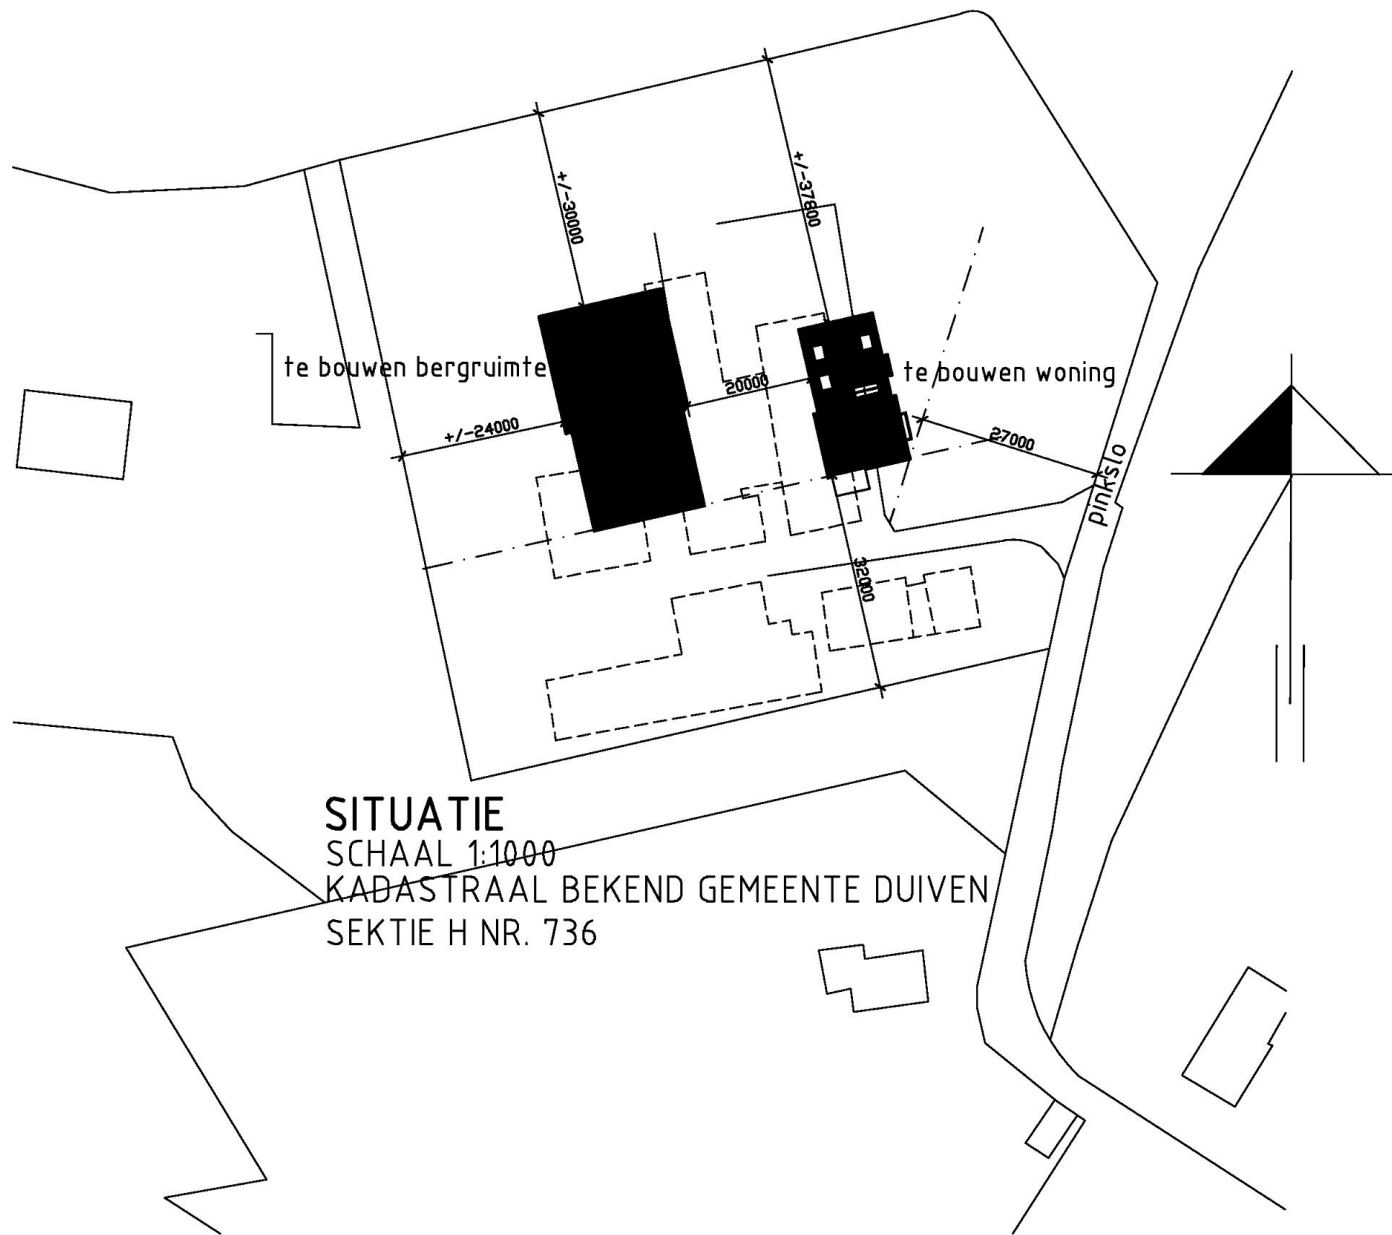 +/-30000
+/-37800
te bouwen bergruimte
20000
te bouwen woning
+/-24000
27000
pinkslo
32000
SITUATIE
SCHAAL 1:1000
KADASTRAAL BEKEND GEMEENTE DUIVEN
SEKTIE H NR. 736